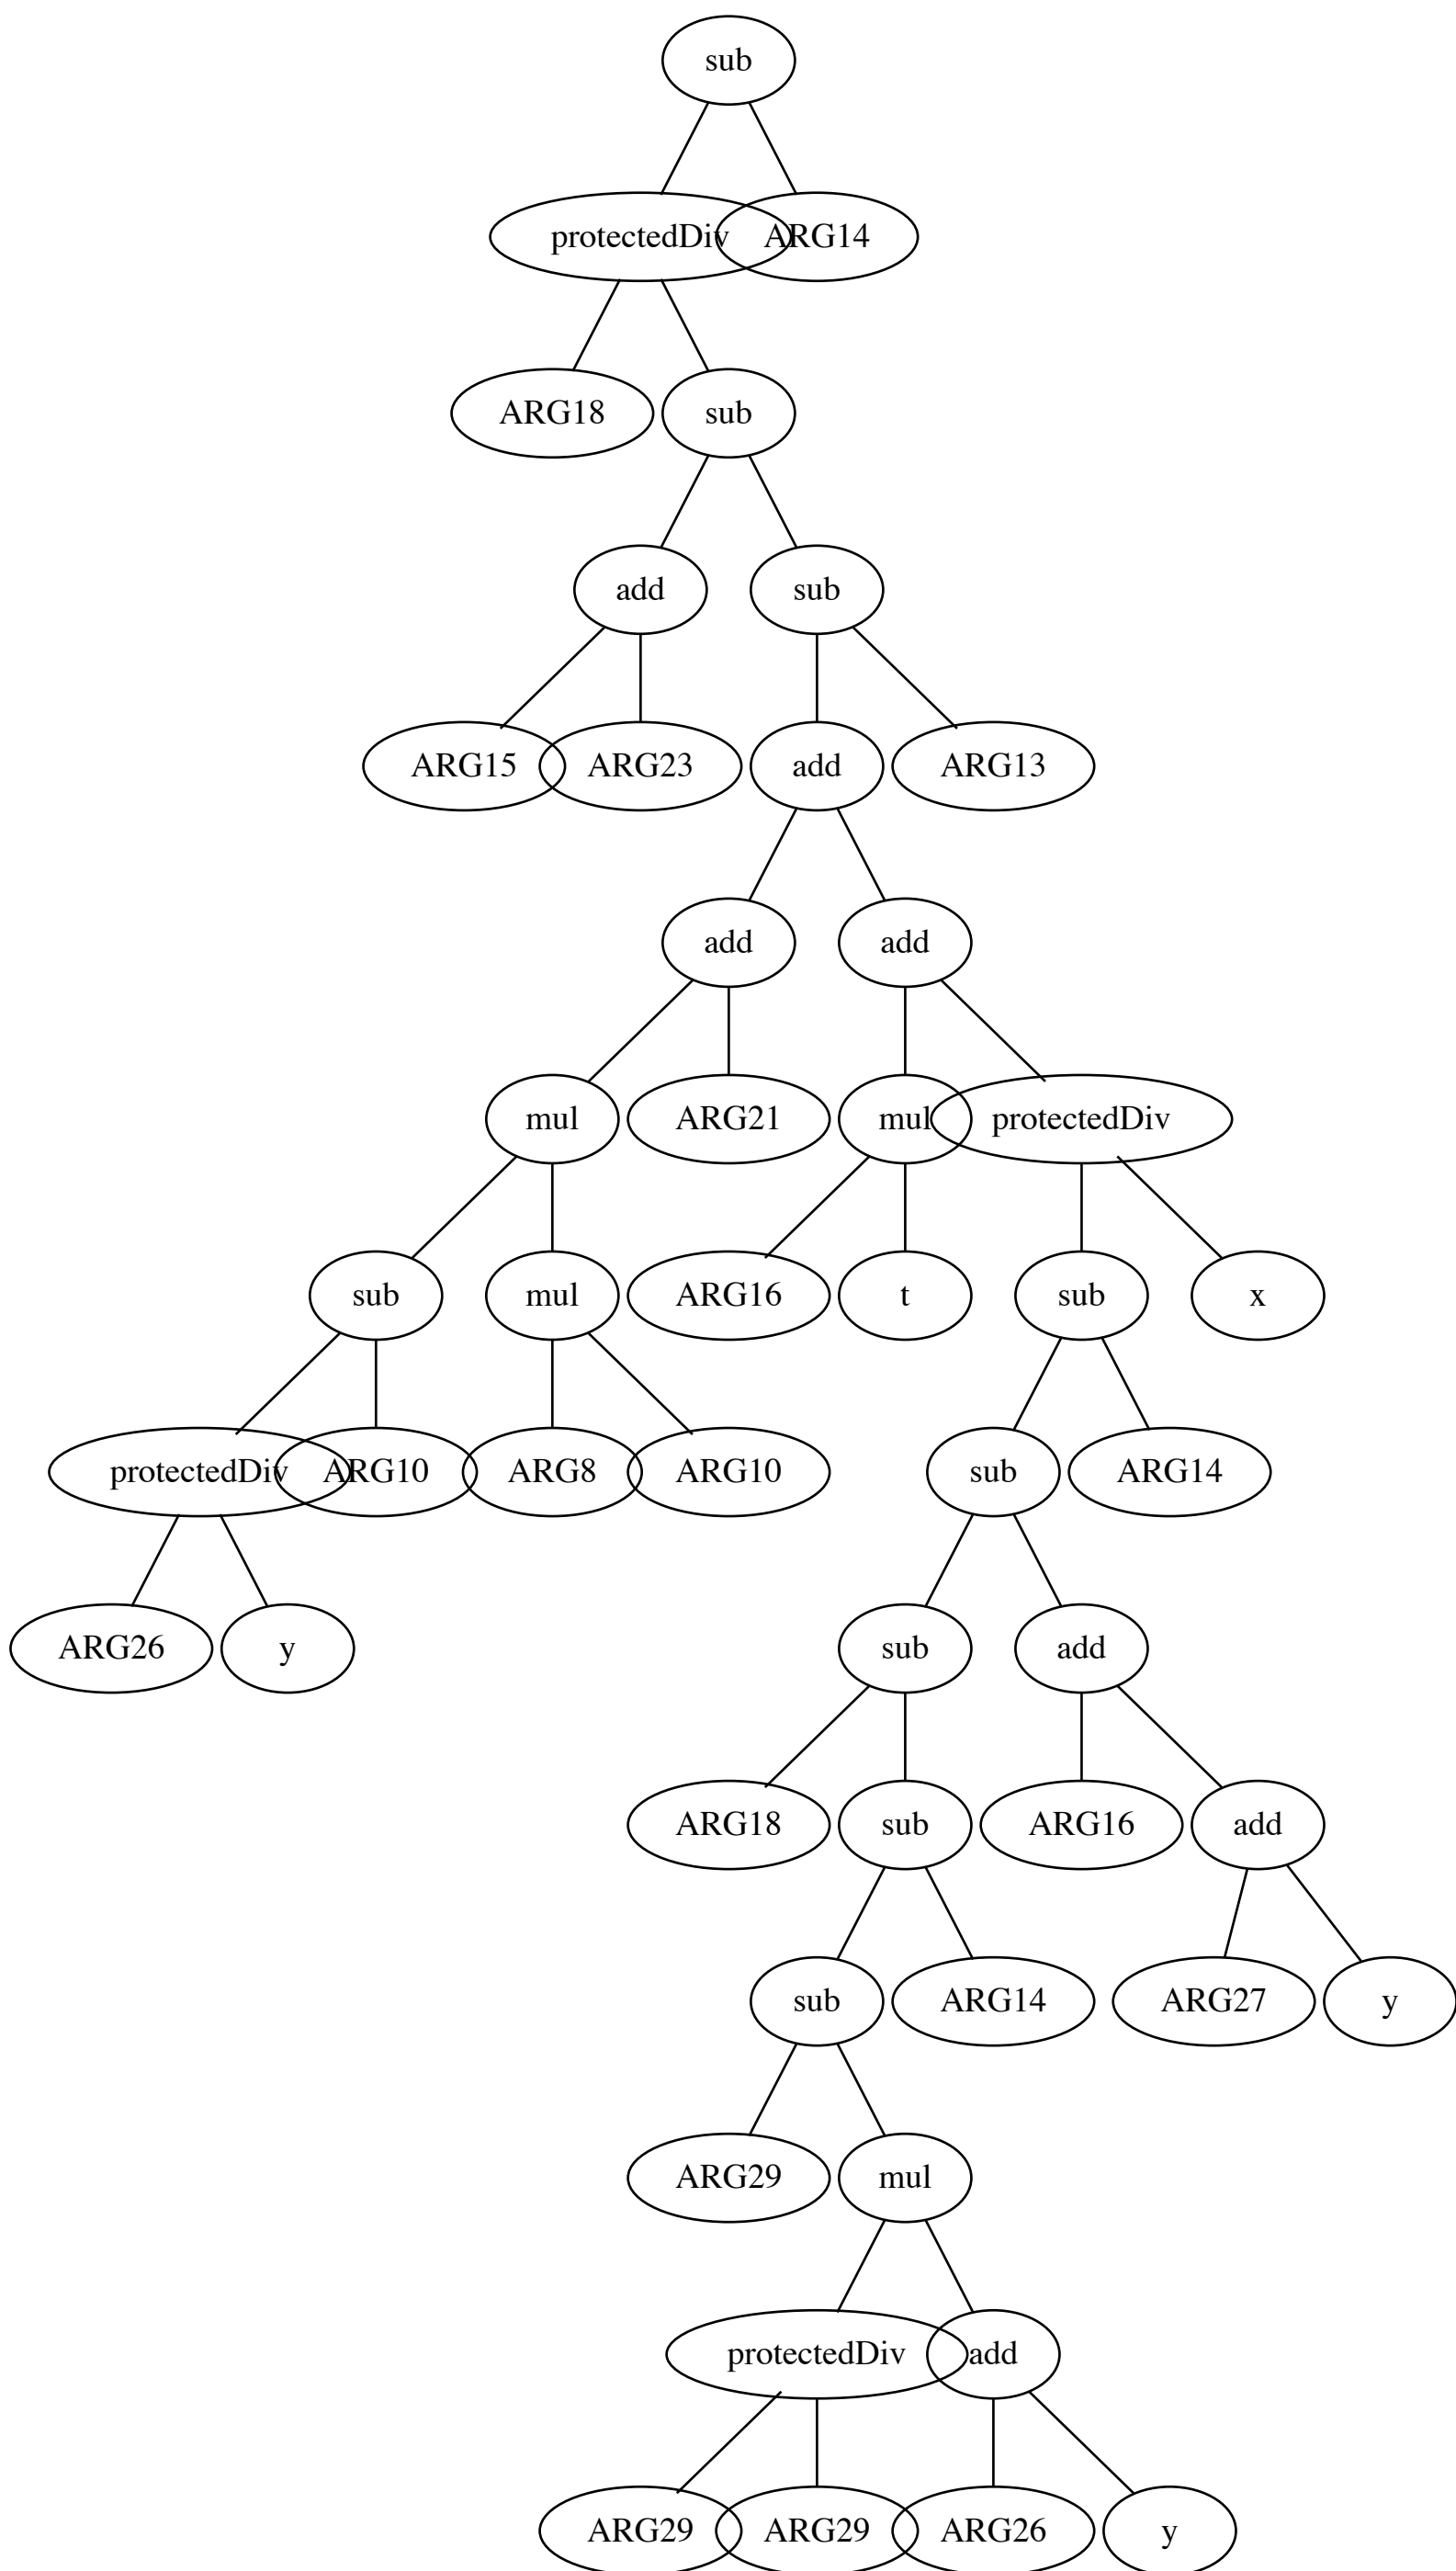 sub
protectedDiv ARG14
ARG18 sub
add sub
ARG15 ARG23 add ARG13
add add
mul ARG21 mul protectedDiv
sub mul ARG16 t sub x
protectedDiv ARG10 ARG8 ARG10 sub ARG14
ARG26 y sub add
ARG18 sub ARG16 add
sub ARG14 ARG27 y
ARG29 mul
protectedDiv add
ARG29 ARG29 ARG26 y